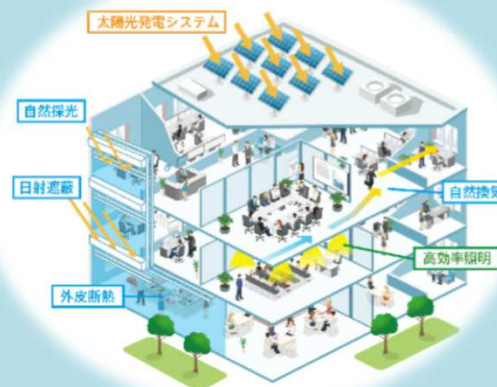 太陽光発電システム
自然採光
日射遮蔽
自然換気
高効率照明
外皮断熱